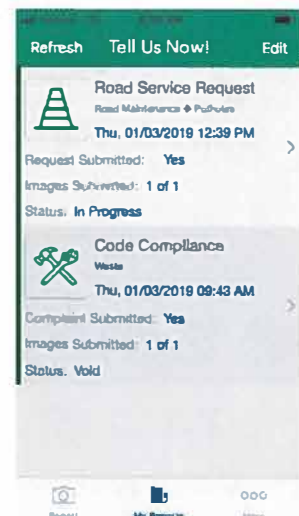 Refresh Tell Us Now! Edit
Road Service Request
Road Maintenance Potholes
Thu, 01/03/2019 12:39 PM
Request Submitted: Yes
Images Submitted: 1 of 1
Status: In Progress
Code Compliance
Waste
Thu, 01/03/2019 09:43 AM
Complaint Submitted: Yes
Images Submitted: 1 of 1
Status: Void